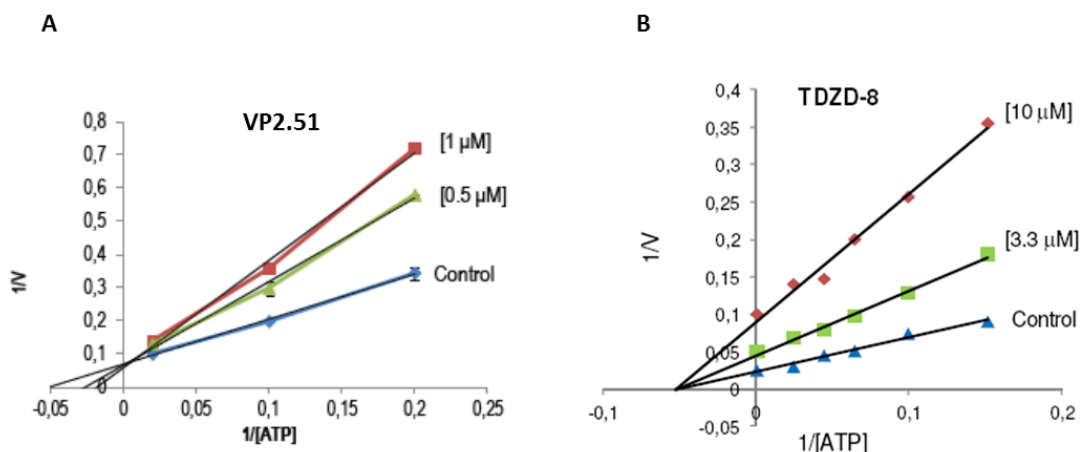 A
VP2.51
0,8
0,7
0,6
0,5
0,4
0,3
0,2
0,1
0
1/V
[1 µM]
[0.5 µM]
Control
-0,05
0
0,05
0,1
0,15
0,2
0,25
1/[ATP]
B
TDZD-8
0,4
0,35
0,3
0,25
0,2
0,15
0,1
0,05
0
-0,05
1/V
[10 µM]
[3.3 µM]
Control
-0,1
0
0,1
0,2
1/[ATP]